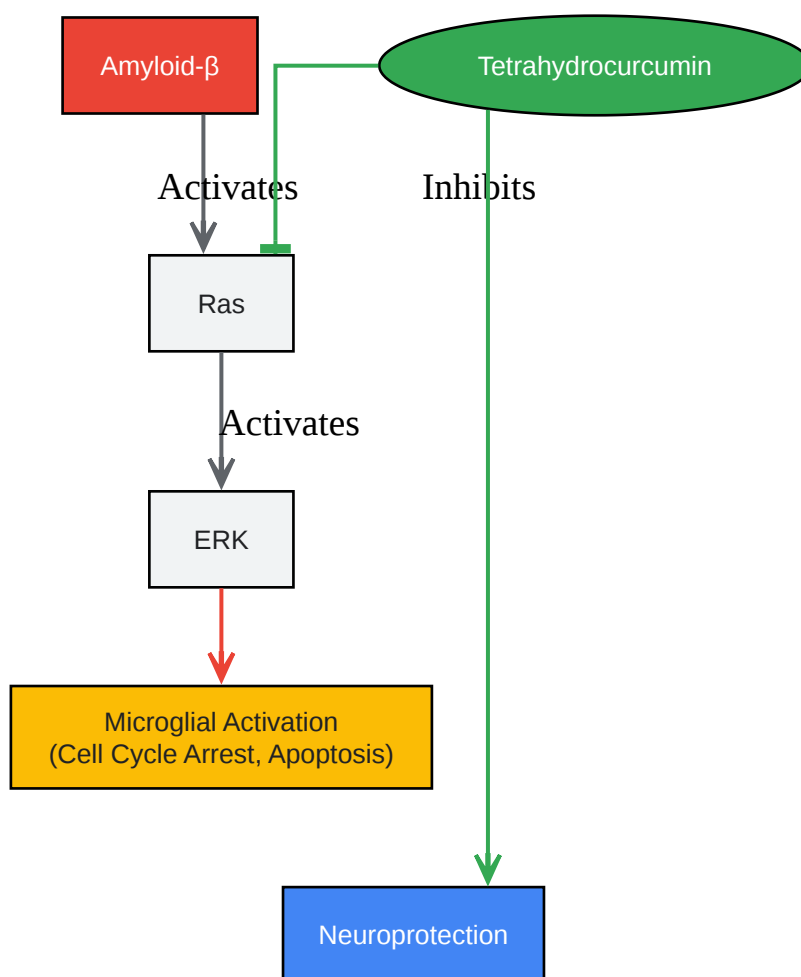 Amyloid-β
Tetrahydrocurcumin
Activates
Inhibits
Ras
Activates
ERK
Microglial Activation
(Cell Cycle Arrest, Apoptosis)
Neuroprotection